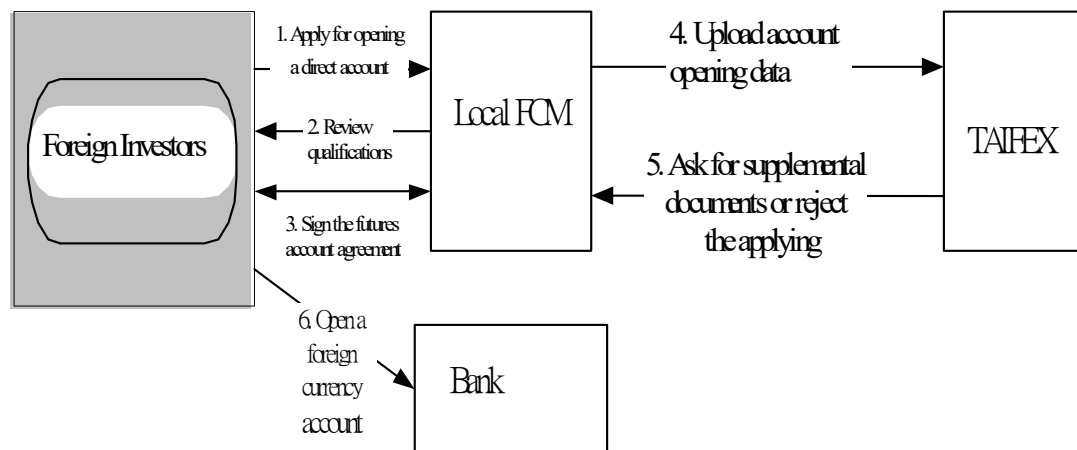 1. Apply for opening
a direct account
2. Review
qualifications
3. Sign the futures
account agreement
Foreign Investors
Local FCM
4. Upload account
opening data
5. Ask for supplemental
documents or reject
the applying
TAIFEX
6. Open a
foreign
currency
account
Bank